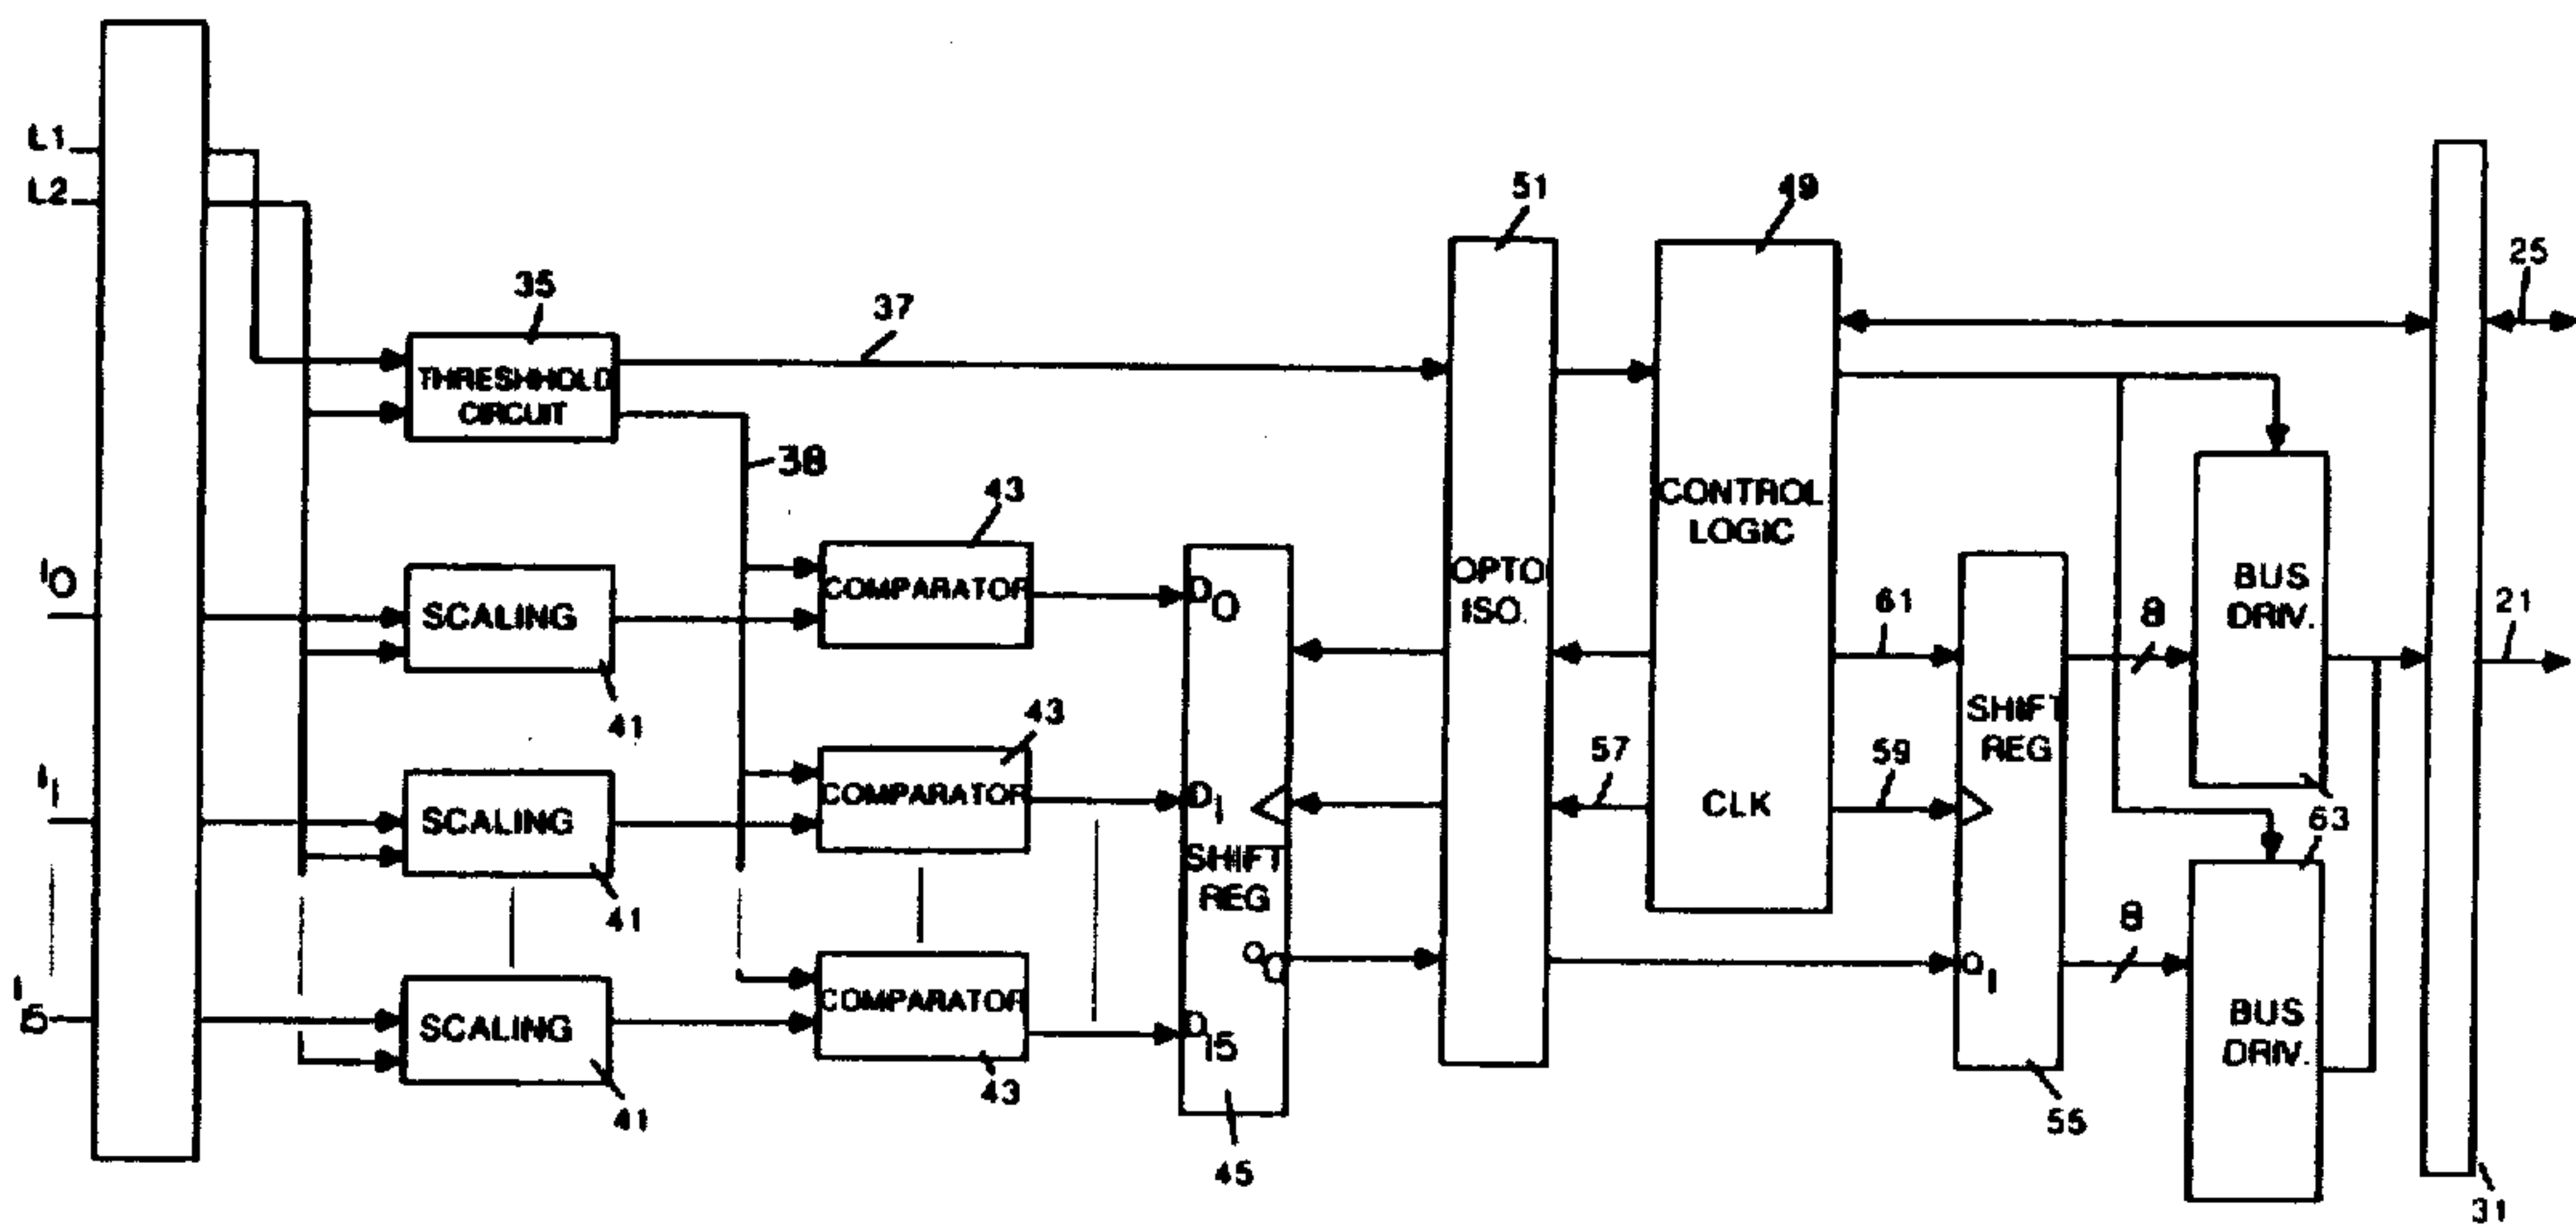 L1
L2
51
49
25
35
37
THRESHHOLD
CIRCUIT
38
43
CONTROL
LOGIC
I0
SCALING
COMPARATOR
D0
OPTO
ISO.
61
8
BUS
DRIV.
21
41
43
SHIFT
REG
I1
SCALING
COMPARATOR
D1
57
CLK
59
63
41
SHIFT
REG
8
Q0
D1
I15
SCALING
COMPARATOR
D15
BUS
DRIV.
41
43
45
55
31